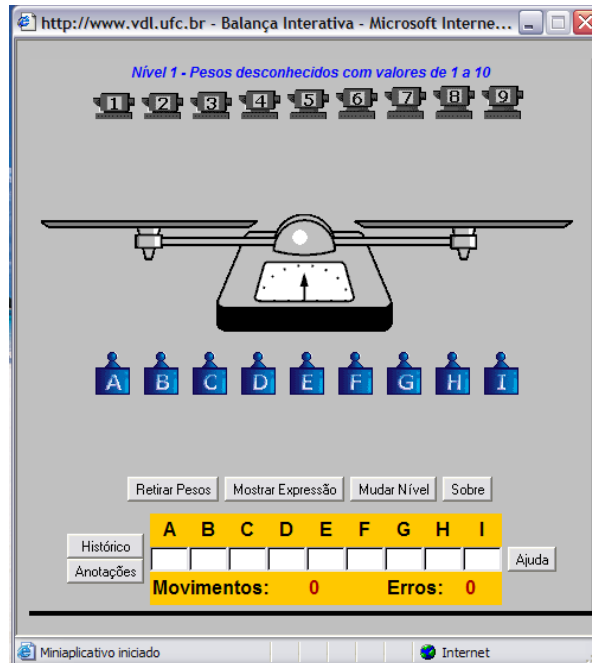 http://www.vdl.ufc.br - Balança Interativa - Microsoft Interne...
Nível 1 - Pesos desconhecidos com valores de 1 a 10
1 2 3 4 5 6 7 8 9
A B C D E F G H I
Retirar Pesos Mostrar Expressão Mudar Nível Sobre
A B C D E F G H I
Histórico
Ajuda
Anotações
Movimentos: 0 Erros: 0
Miniaplicativo iniciado Internet